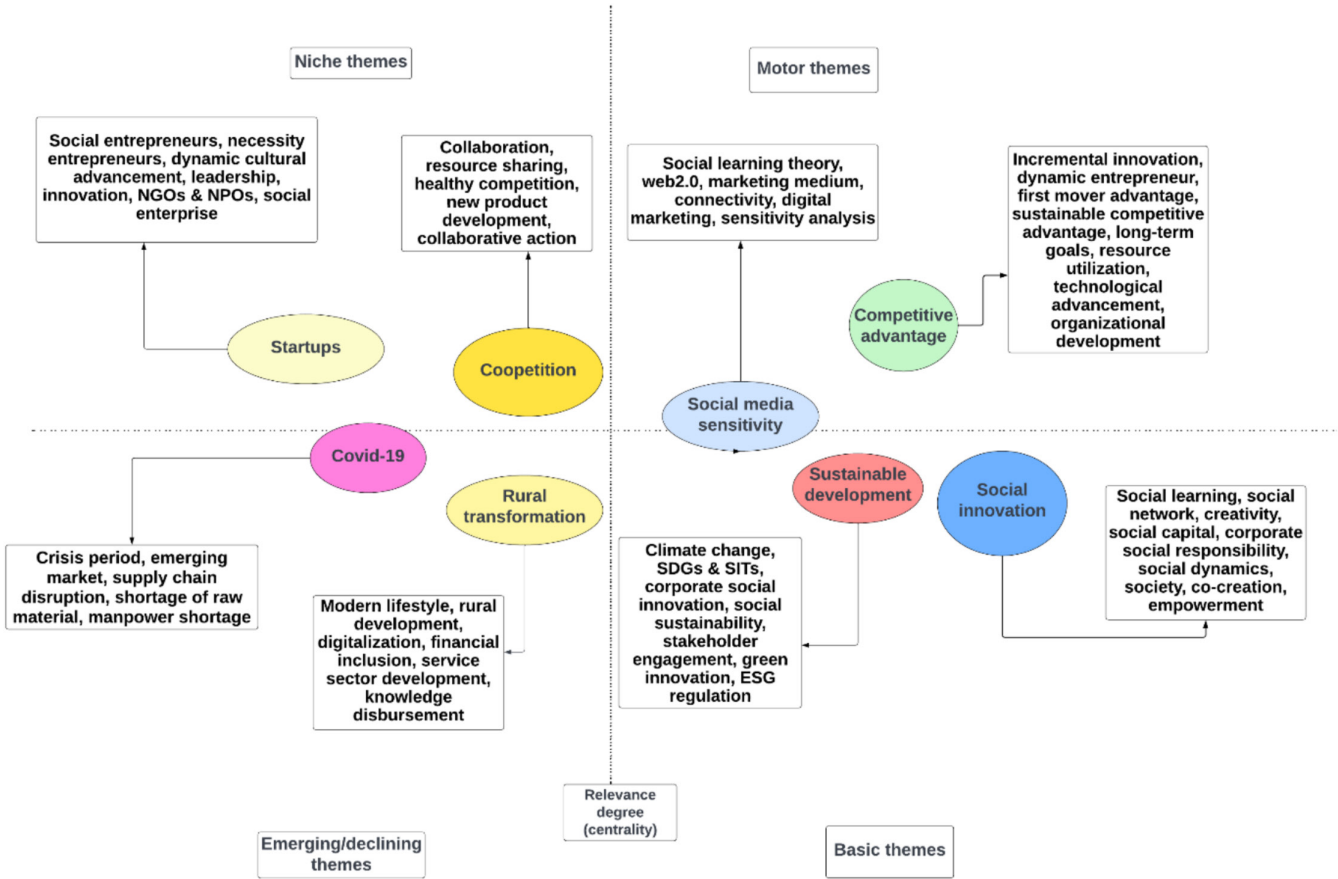 Niche themes
Motor themes
Social entrepreneurs, necessity
entrepreneurs, dynamic cultural
advancement, leadership,
innovation, NGOs & NPOs, social
enterprise
Collaboration,
resource sharing,
healthy competition,
new product
development,
collaborative action
Social learning theory,
web2.0, marketing medium,
connectivity, digital
marketing, sensitivity analysis
Incremental innovation,
dynamic entrepreneur,
first mover advantage,
sustainable competitive
advantage, long-term
goals, resource
utilization,
technological
advancement,
organizational
development
Startups
Coopetition
Competitive
advantage
Social media
sensitivity
Covid-19
Rural
transformation
Sustainable
development
Social
innovation
Crisis period, emerging
market, supply chain
disruption, shortage of raw
material, manpower shortage
Modern lifestyle, rural
development,
digitalization, financial
inclusion, service
sector development,
knowledge
disbursement
Climate change,
SDGs & SITs,
corporate social
innovation, social
sustainability,
stakeholder
engagement, green
innovation, ESG
regulation
Social learning, social
network, creativity,
social capital, corporate
social responsibility,
social dynamics,
society, co-creation,
empowerment
Relevance
degree
(centrality)
Emerging/declining
themes
Basic themes